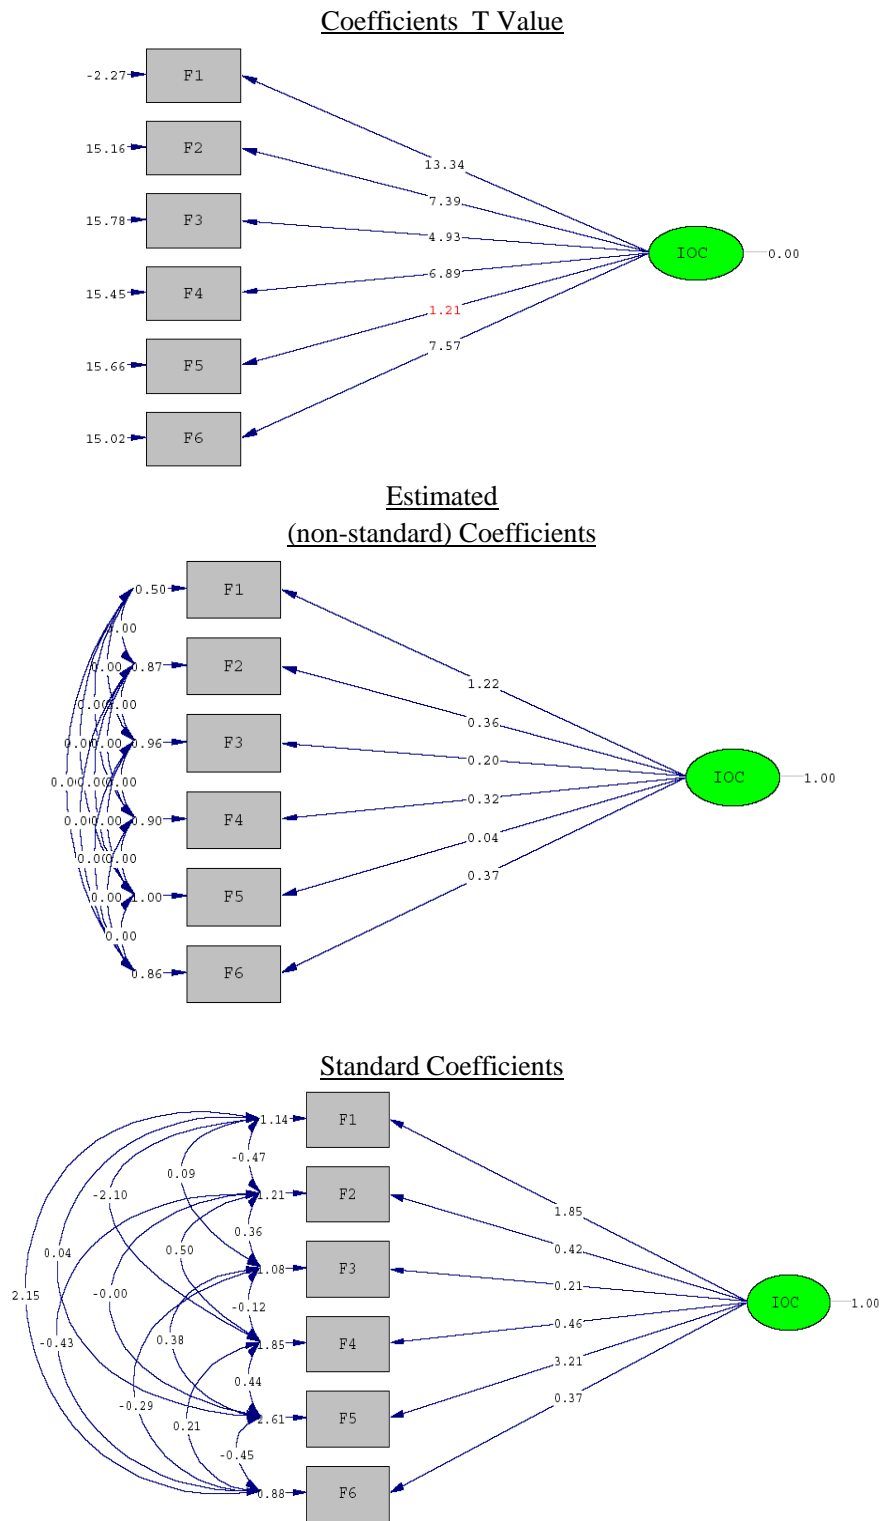 Coefficients T Value
-2.27 F1
13.34
15.16 F2
7.39
15.78 F3
4.93
IOC 0.00
6.89
15.45 F4
1.21
7.57
15.66 F5
15.02 F6
Estimated
(non-standard) Coefficients
0.50 F1
0.87 F2
1.22
0.36
0.96 F3
0.20
IOC 1.00
0.32
0.90 F4
0.04
0.37
0.00 1.00 F5
0.00
0.86 F6
Standard Coefficients
1.14 F1
-0.47
0.09
-2.10 1.21 F2
1.85
0.36
0.42
0.04 0.50
1.08 F3
0.21
2.15 -0.00
-0.12
IOC 1.00
0.46
-0.43 0.38 1.85 F4
3.21
0.44
0.37
-0.29
0.21 2.61 F5
-0.45
0.88 F6